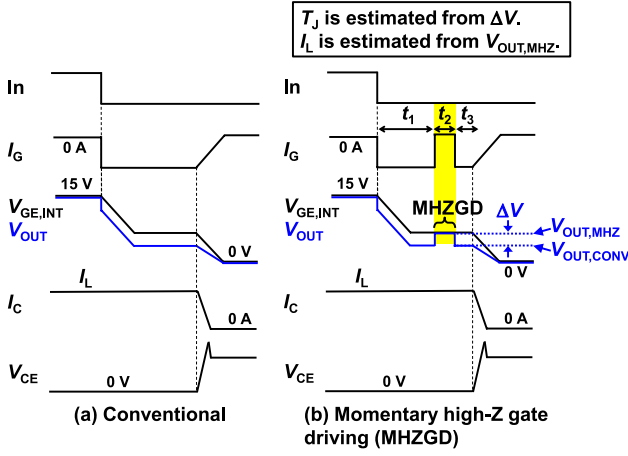 T_J is estimated from ΔV.
I_L is estimated from V_OUT,MHZ.
In
I_G
0 A
15 V
V_GE,INT
V_OUT
0 V
I_L
I_C
0 A
V_CE
0 V
(a) Conventional
In
t_1
t_2
t_3
I_G
0 A
15 V
V_GE,INT
MHZGD
ΔV
V_OUT,MHZ
V_OUT
V_OUT,CONV
0 V
I_L
I_C
0 A
V_CE
0 V
(b) Momentary high-Z gate
driving (MHZGD)